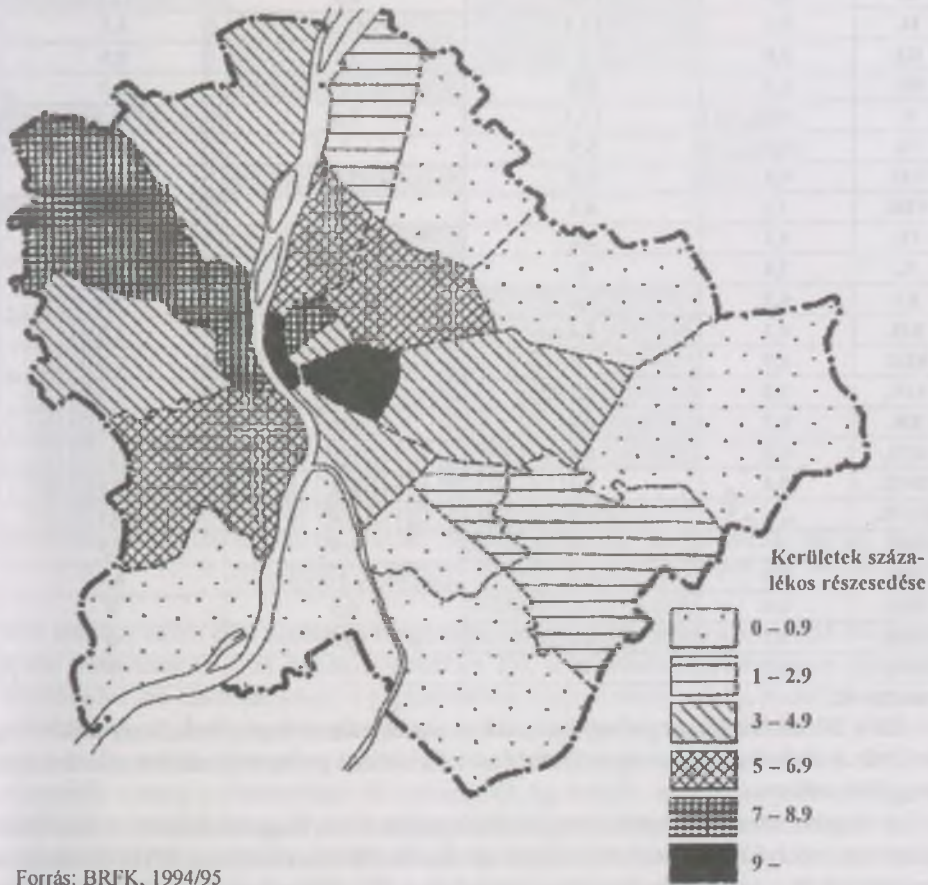 Kerületek száza-
lékos részesedése
0 – 0.9
1 – 2.9
3 – 4.9
5 – 6.9
7 – 8.9
9 –
Forrás: BRFK, 1994/95